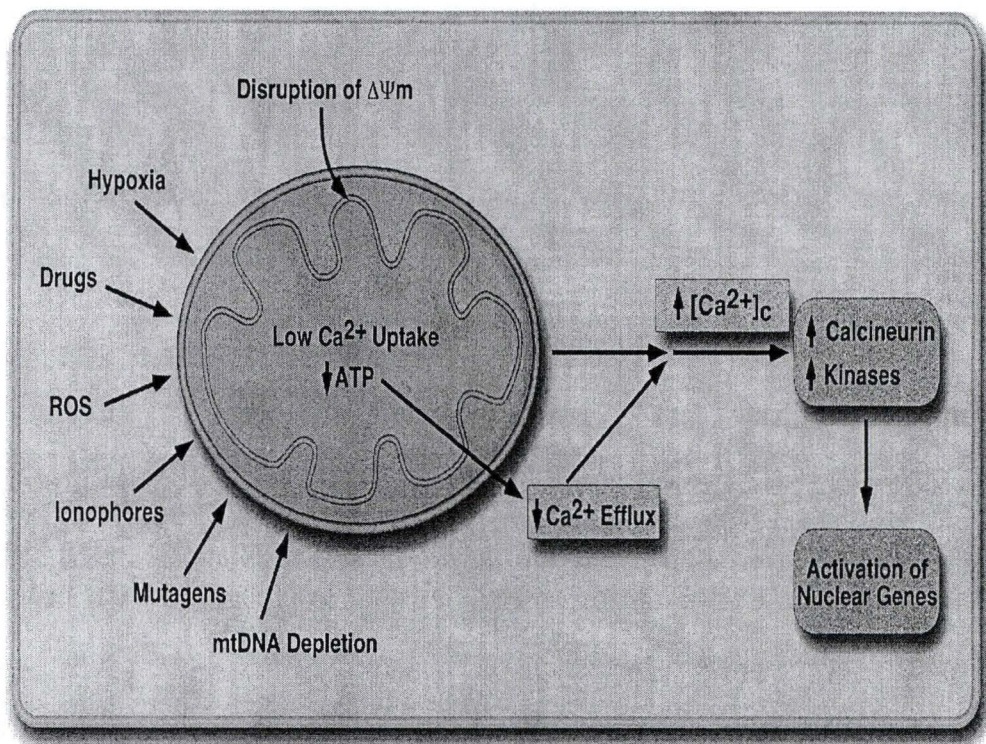 Disruption of ΔΨm
Hypoxia
Drugs
ROS
Ionophores
Mutagens
mtDNA Depletion
Low Ca2+ Uptake
↓ATP
↓Ca2+ Efflux
↑[Ca2+]C
↑ Calcineurin
↑ Kinases
Activation of
Nuclear Genes